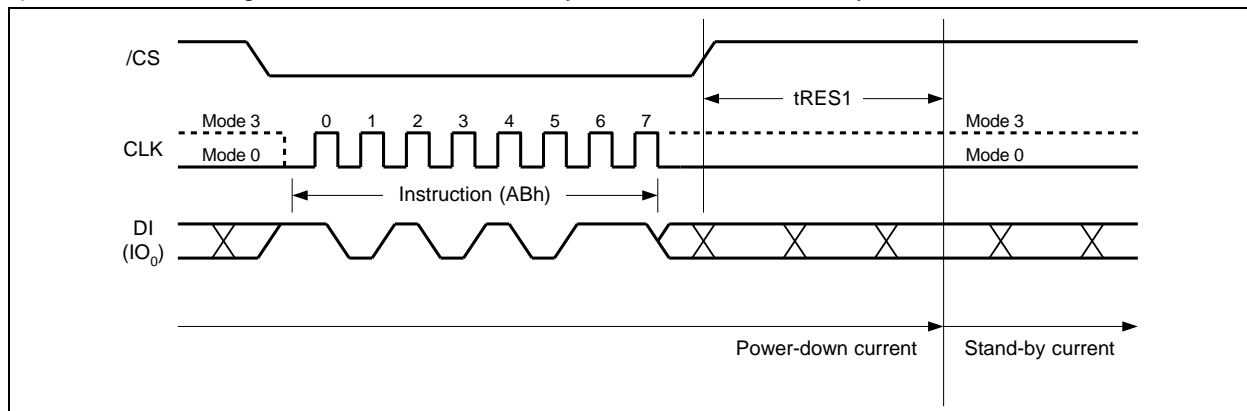 /CS
tRES1
Mode 3 0 1 2 3 4 5 6 7 Mode 3
CLK
Mode 0 Mode 0
Instruction (ABh)
DI
(IO0)
Power-down current Stand-by current